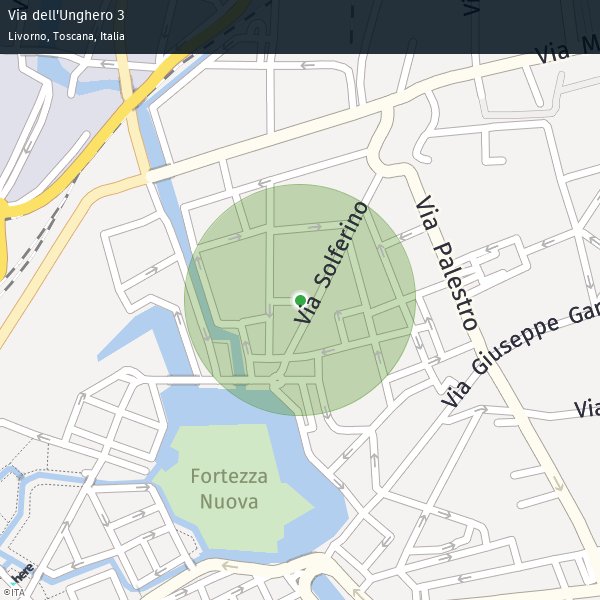 Via dell'Unghero 3
Livorno, Toscana, Italia
Via M
Via Solferino
Via Palestro
Via Giuseppe Gar
Via
Fortezza
Nuova
here
©ITA